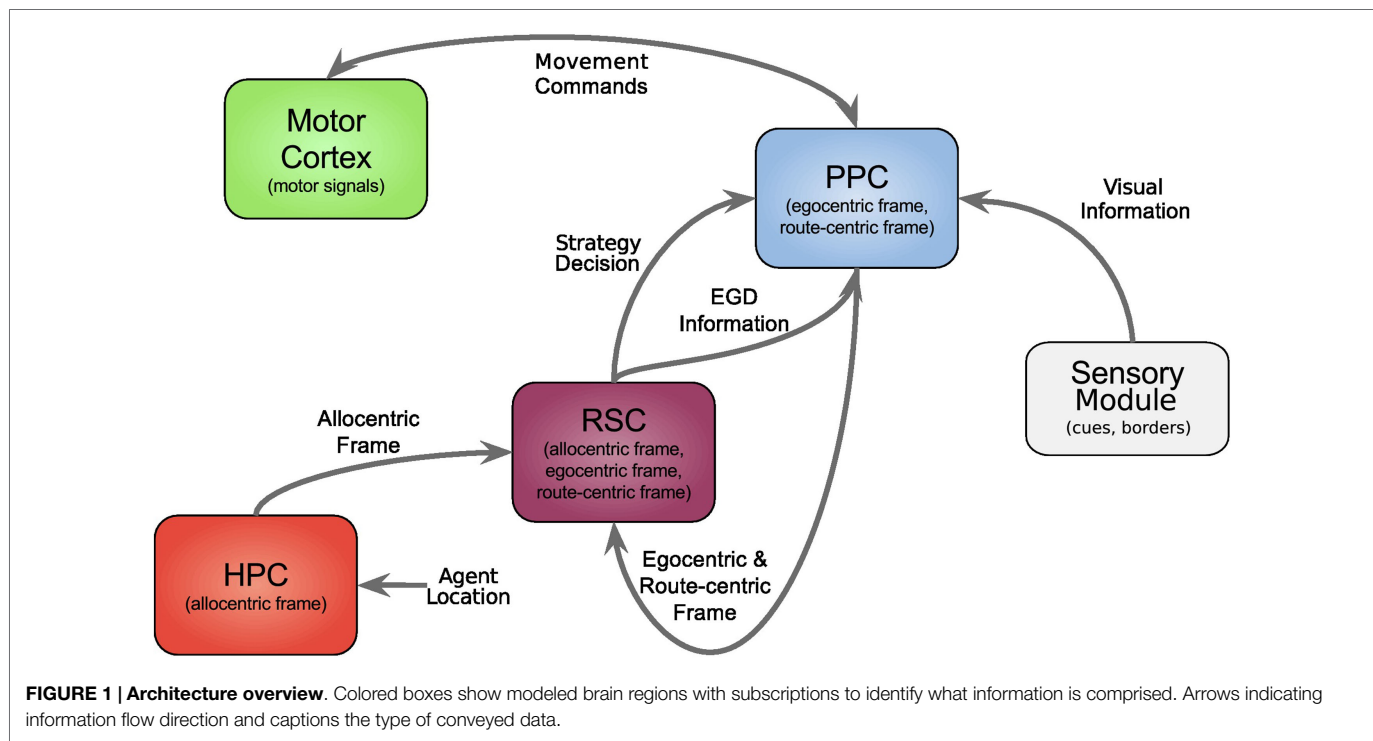 Movement
Commands
Motor
Cortex
(motor signals)
PPC
(egocentric frame,
route-centric frame)
Visual
Information
Strategy
Decision
EGD
Information
Sensory
Module
(cues, borders)
Allocentric
Frame
RSC
(allocentric frame,
egocentric frame,
route-centric frame)
HPC
(allocentric frame)
Agent
Location
Egocentric &
Route-centric
Frame
FIGURE 1 | Architecture overview. Colored boxes show modeled brain regions with subscriptions to identify what information is comprised. Arrows indicating
information flow direction and captions the type of conveyed data.